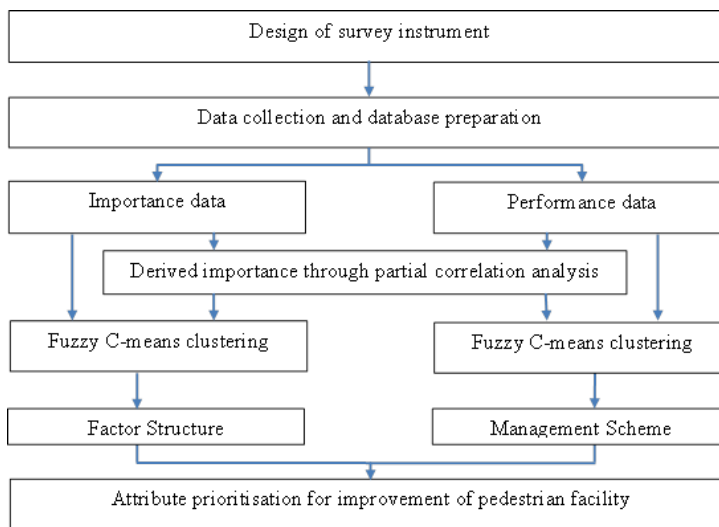 Design of survey instrument
Data collection and database preparation
Importance data
Performance data
Derived importance through partial correlation analysis
Fuzzy C-means clustering
Fuzzy C-means clustering
Factor Structure
Management Scheme
Attribute prioritisation for improvement of pedestrian facility